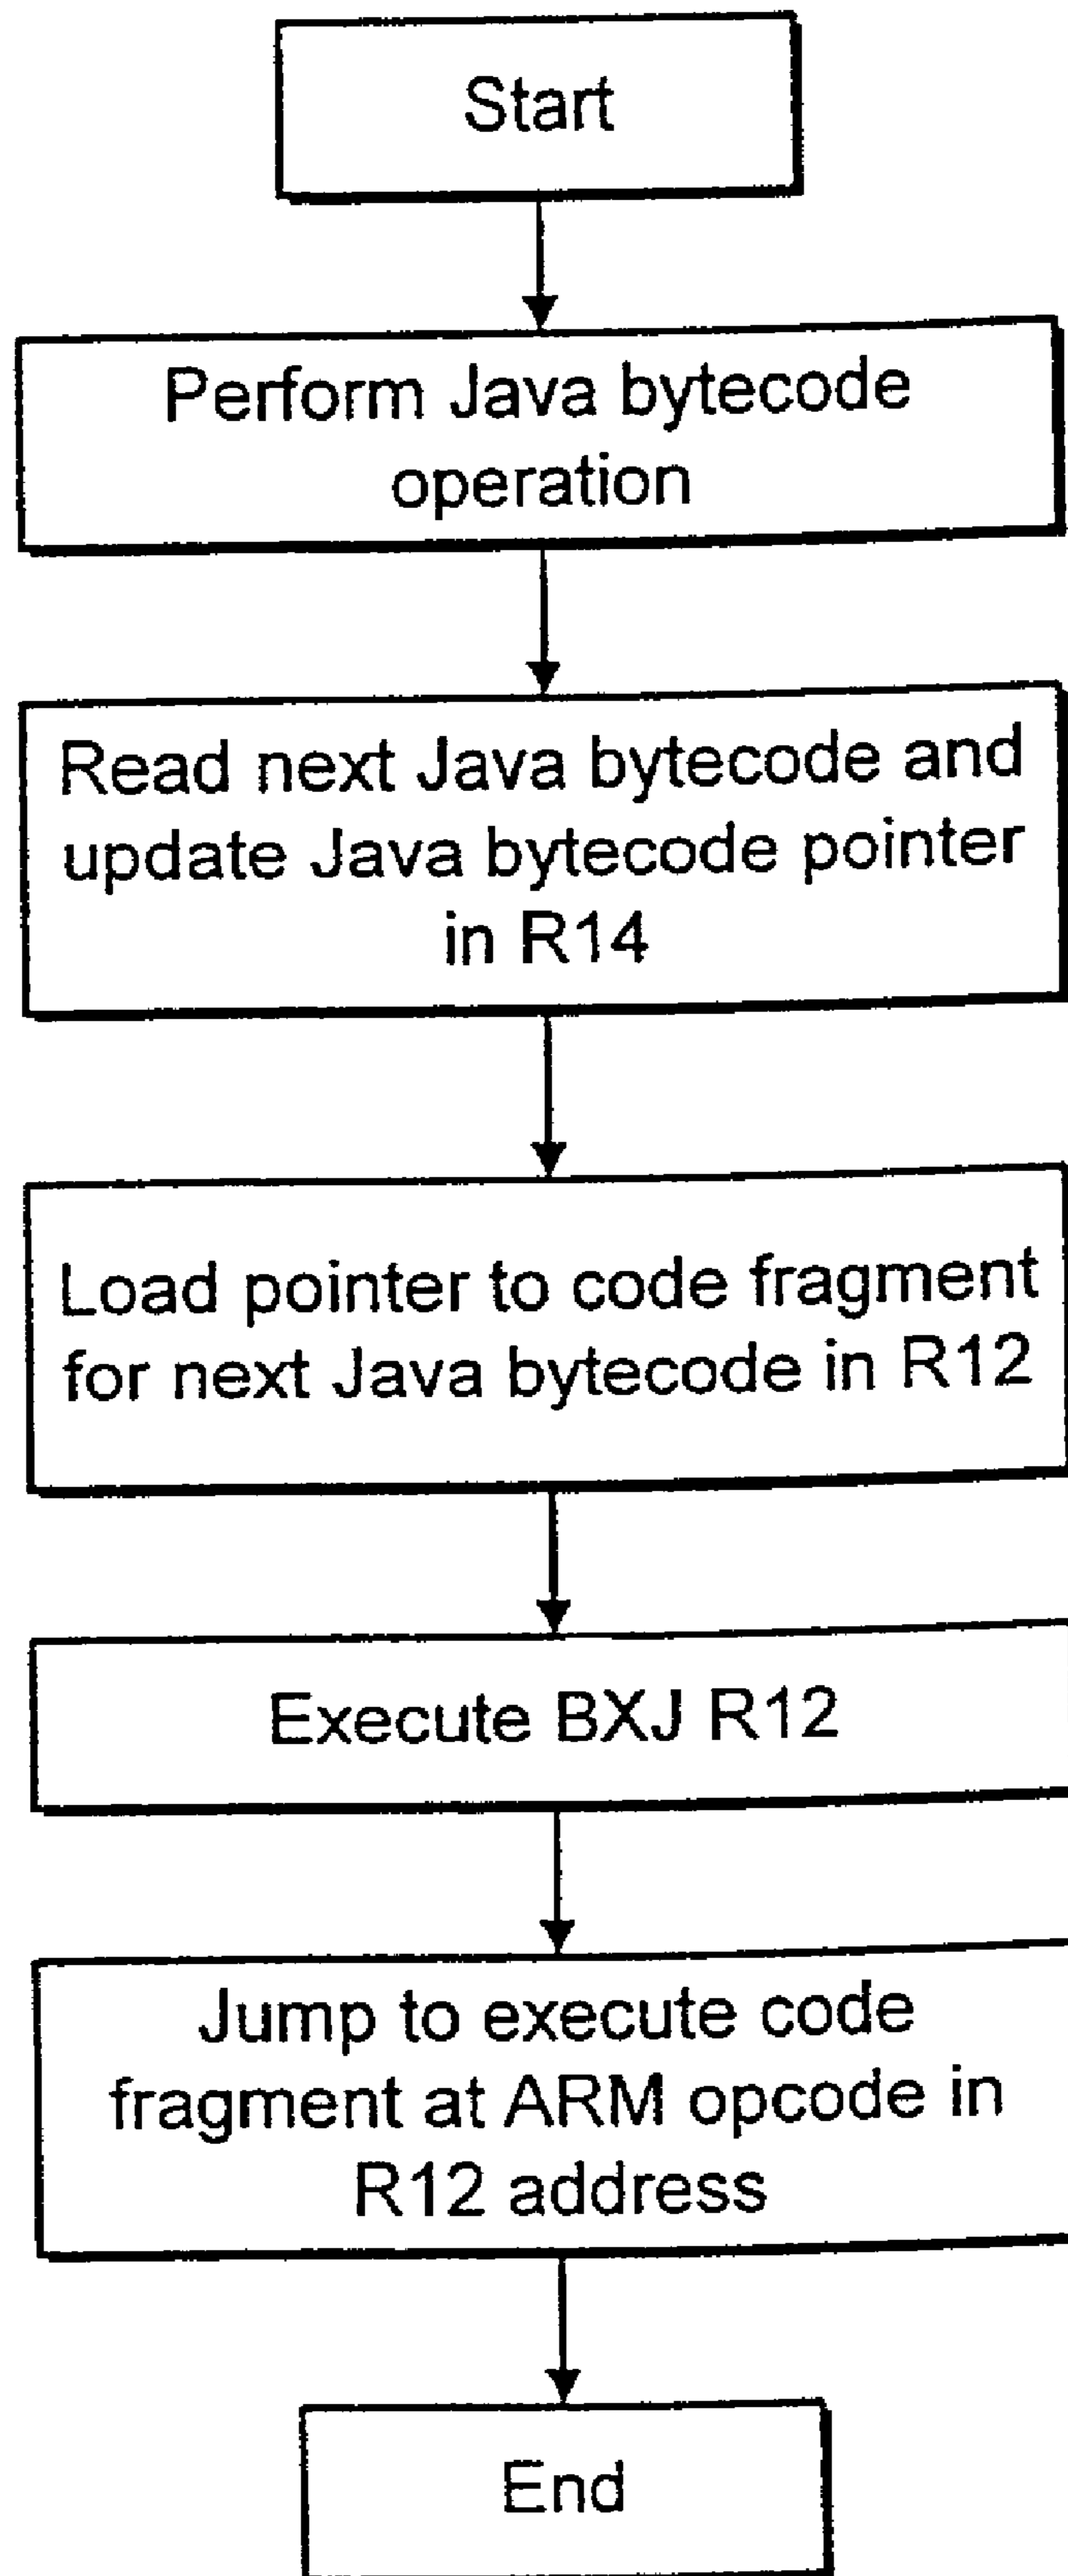 Start
Perform Java bytecode
operation
Read next Java bytecode and
update Java bytecode pointer
in R14
Load pointer to code fragment
for next Java bytecode in R12
Execute BXJ R12
Jump to execute code
fragment at ARM opcode in
R12 address
End